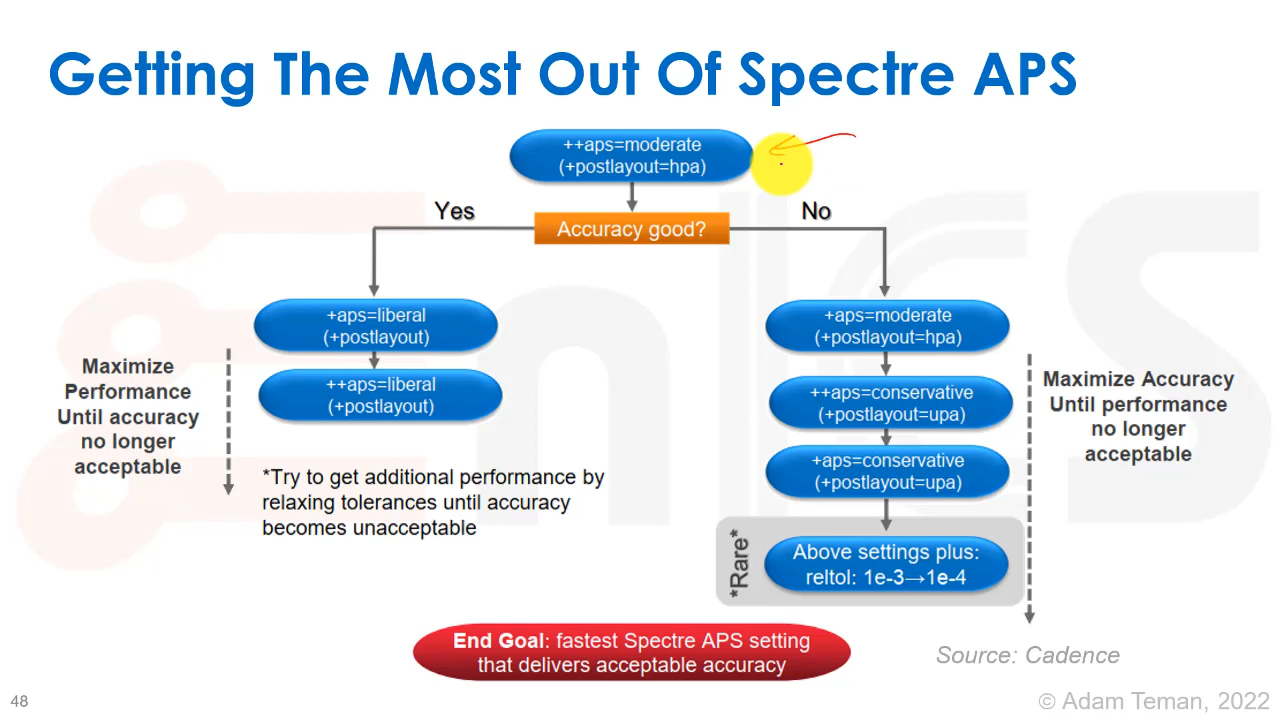 Getting The Most Out Of Spectre APS
++aps=moderate
(+postlayout=hpa)
Yes
Accuracy good?
No
+aps=liberal
(+postlayout)
++aps=liberal
(+postlayout)
Maximize
Performance
Until accuracy
no longer
acceptable
*Try to get additional performance by
relaxing tolerances until accuracy
becomes unacceptable
+aps=moderate
(+postlayout=hpa)
++aps=conservative
(+postlayout=upa)
+aps=conservative
(+postlayout=upa)
*Rare*
Above settings plus:
reltol: 1e-3→1e-4
Maximize Accuracy
Until performance
no longer
acceptable
End Goal: fastest Spectre APS setting
that delivers acceptable accuracy
Source: Cadence
48
© Adam Teman, 2022